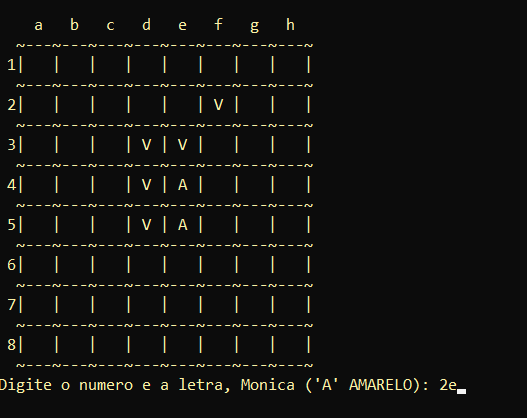 a b c d e f g h
~---~---~---~---~---~---~---~---~
1|   |   |   |   |   |   |   |   |
~---~---~---~---~---~---~---~---~
2|   |   |   |   |   | V |   |   |
~---~---~---~---~---~---~---~---~
3|   |   |   | V | V |   |   |   |
~---~---~---~---~---~---~---~---~
4|   |   |   | V | A |   |   |   |
~---~---~---~---~---~---~---~---~
5|   |   |   | V | A |   |   |   |
~---~---~---~---~---~---~---~---~
6|   |   |   |   |   |   |   |   |
~---~---~---~---~---~---~---~---~
7|   |   |   |   |   |   |   |   |
~---~---~---~---~---~---~---~---~
8|   |   |   |   |   |   |   |   |
~---~---~---~---~---~---~---~---~
Digite o numero e a letra, Monica ('A' AMARELO): 2e